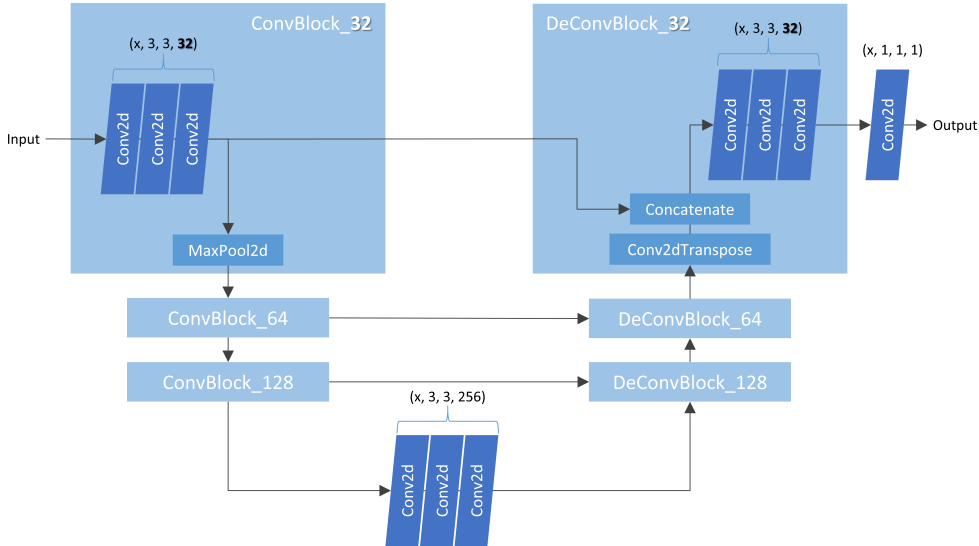 ConvBlock_32
DeConvBlock_32
(x, 3, 3, 32)
(x, 3, 3, 32)
(x, 1, 1, 1)
Input
Conv2d
Conv2d
Conv2d
Conv2d
Conv2d
Conv2d
Conv2d
Output
Concatenate
MaxPool2d
Conv2dTranspose
ConvBlock_64
DeConvBlock_64
ConvBlock_128
DeConvBlock_128
(x, 3, 3, 256)
Conv2d
Conv2d
Conv2d